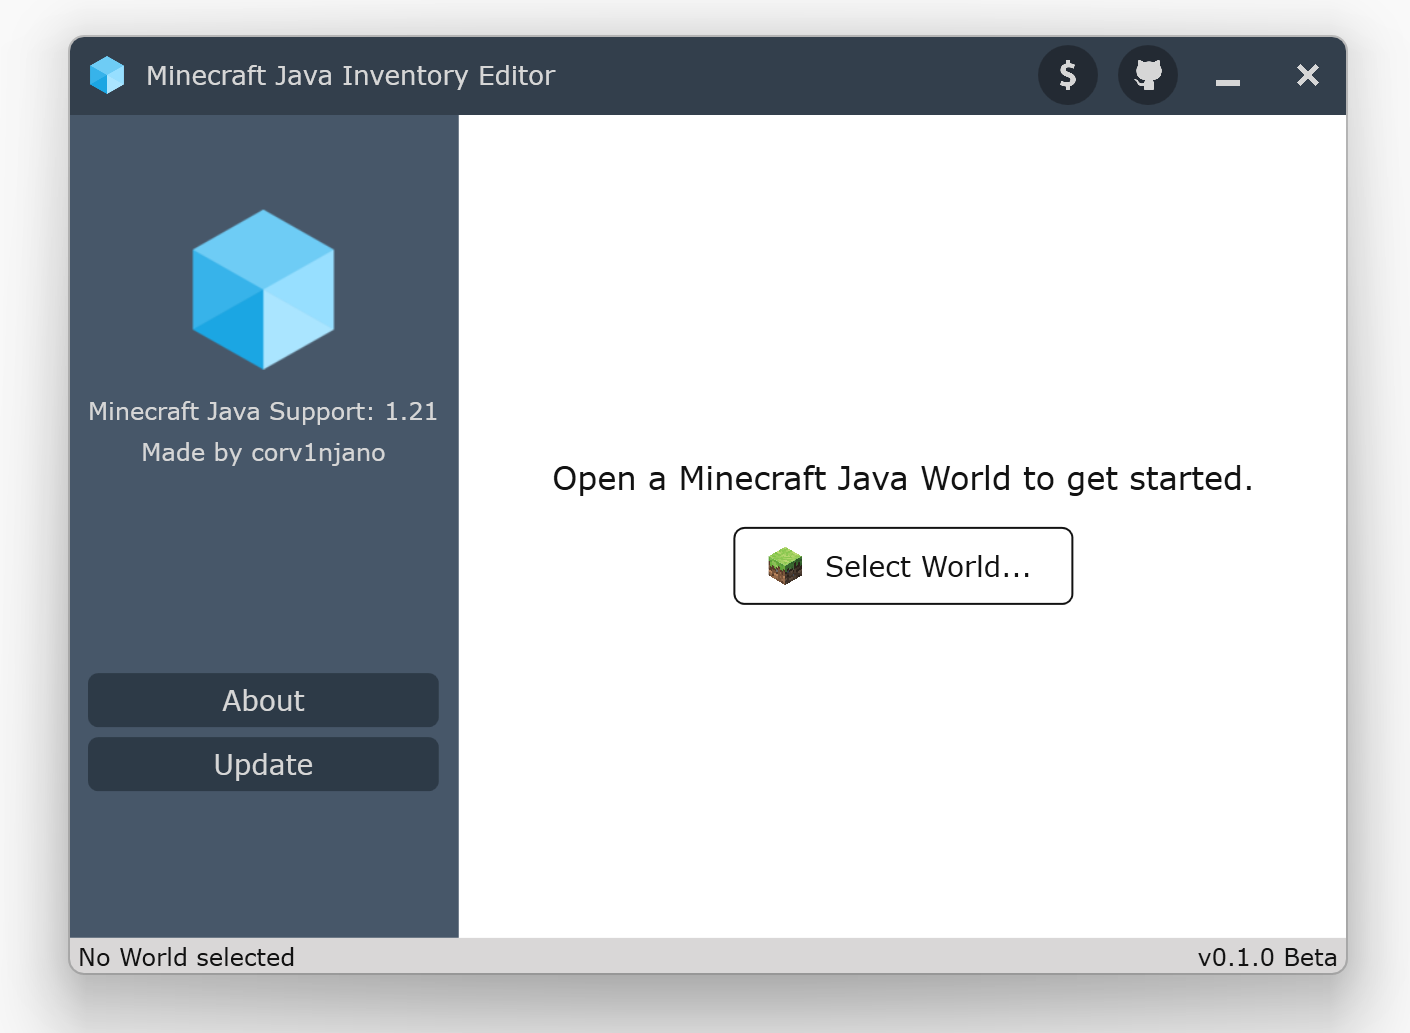 Minecraft Java Inventory Editor
$
Minecraft Java Support: 1.21
Made by corv1njano
About
Update
Open a Minecraft Java World to get started.
Select World...
No World selected
v0.1.0 Beta